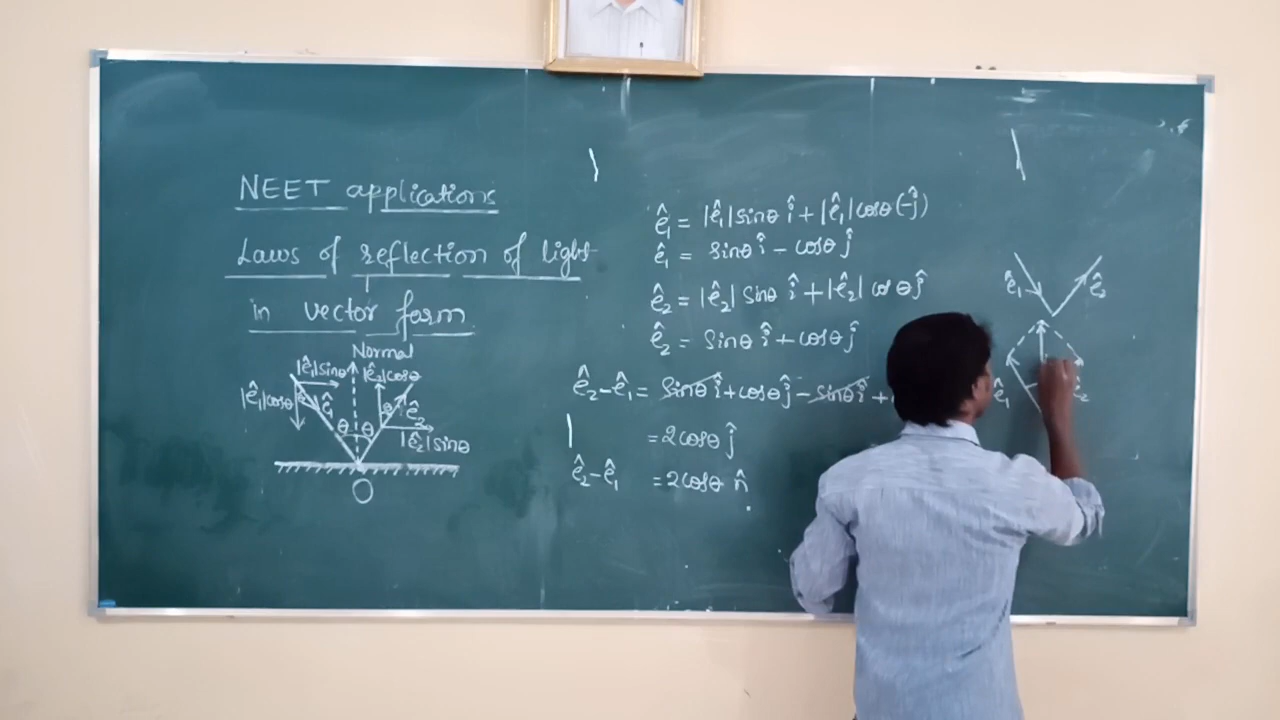 NEET applications
Laws of reflection of light
in vector form
Normal
|ê₁|sinθ
|ê₂|cosθ
|ê₁|cosθ
ê₁
θ θ
ê₂
|ê₂|sinθ
O
ê₁ = |ê₁|sinθ î + |ê₁|cosθ (-ĵ)
ê₁ = sinθ î - cosθ ĵ
ê₂ = |ê₂| sinθ î + |ê₂| cosθ ĵ
ê₂ = sinθ î + cosθ ĵ
ê₂-ê₁ = sinθ î + cosθ ĵ - sinθ î +
= 2cosθ ĵ
ê₂-ê₁ = 2cosθ n̂
ê₁ ê₂
ê₁